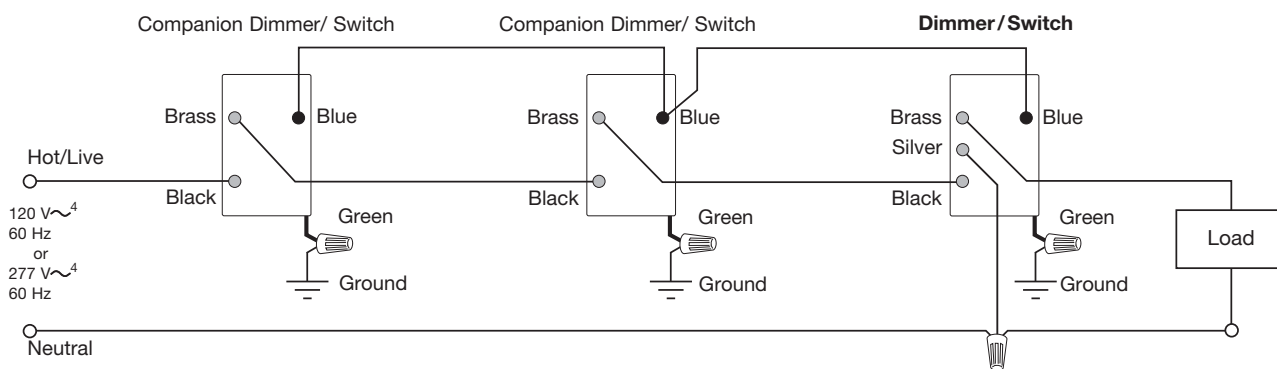 Companion Dimmer/ Switch
Companion Dimmer/ Switch
Dimmer/Switch
Brass
Blue
Brass
Blue
Brass
Blue
Silver
Hot/Live
Black
Black
Black
120 V~4
60 Hz
or
277 V~4
60 Hz
Green
Green
Green
Load
Ground
Ground
Ground
Neutral